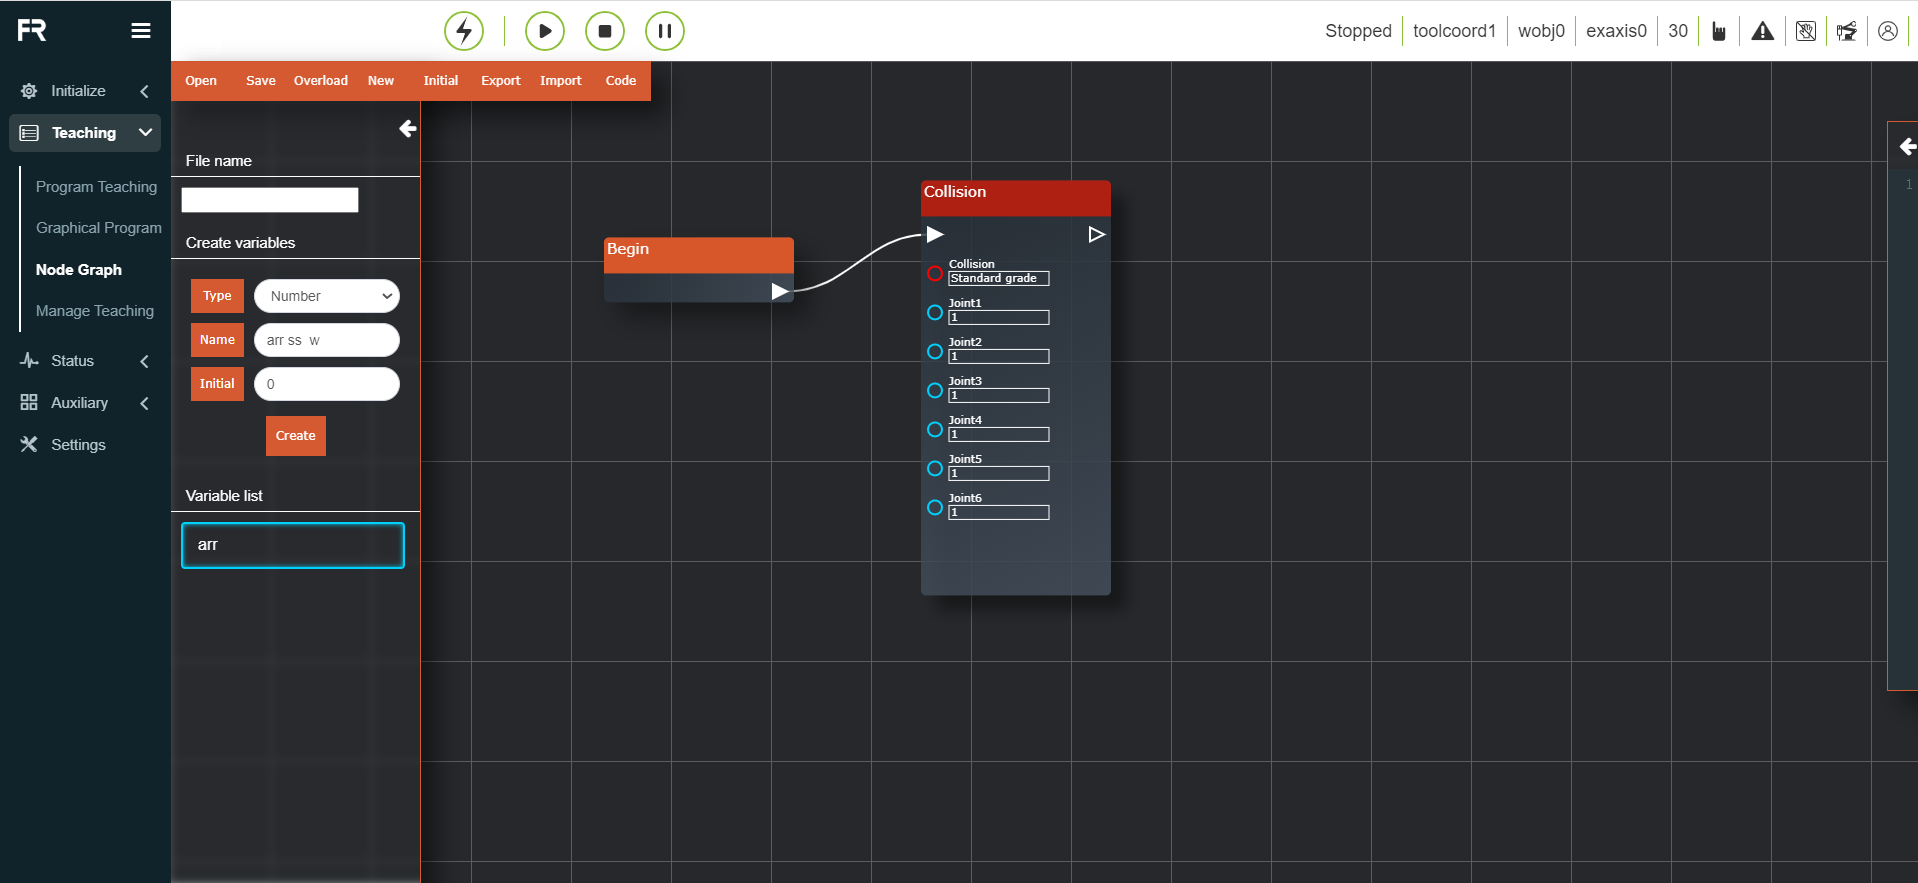 FR
Stopped
toolcoord1
wobj0
exaxis0
30
Initialize
Teaching
Program Teaching
Graphical Program
Node Graph
Manage Teaching
Status
Auxiliary
Settings
Open Save Overload New Initial Export Import Code
File name
Create variables
Type Number
Name arr ss  w
Initial 0
Create
Variable list
arr
Begin
Collision
Collision
Standard grade
Joint1
1
Joint2
1
Joint3
1
Joint4
1
Joint5
1
Joint6
1
1